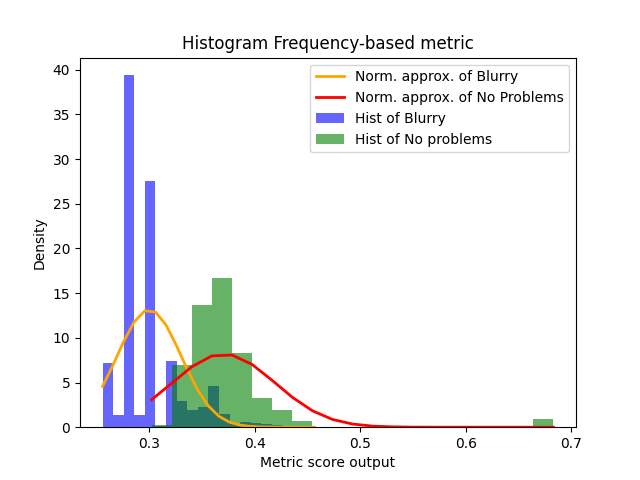 Histogram Frequency-based metric
Norm. approx. of Blurry
Norm. approx. of No Problems
Hist of Blurry
Hist of No problems
Density
40
35
30
25
20
15
10
5
0
0.3
0.4
0.5
0.6
0.7
Metric score output